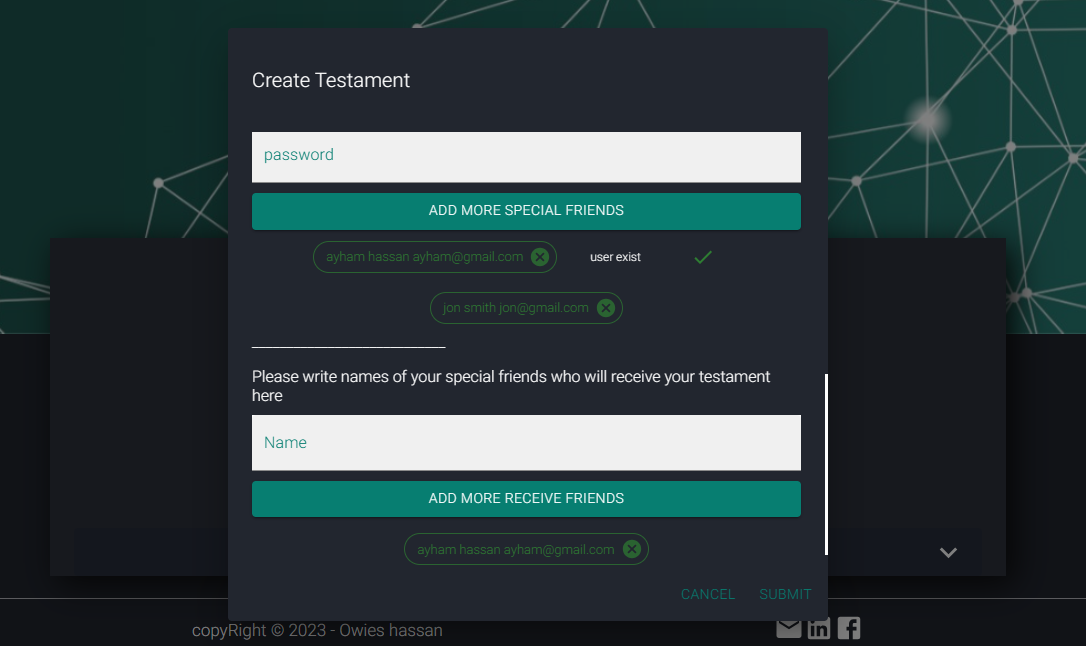 Create Testament
password
ADD MORE SPECIAL FRIENDS
ayham hassan ayham@gmail.com user exist
jon smith jon@gmail.com
Please write names of your special friends who will receive your testament
here
Name
ADD MORE RECEIVE FRIENDS
ayham hassan ayham@gmail.com
CANCEL SUBMIT
copyRight © 2023 - Owies hassan